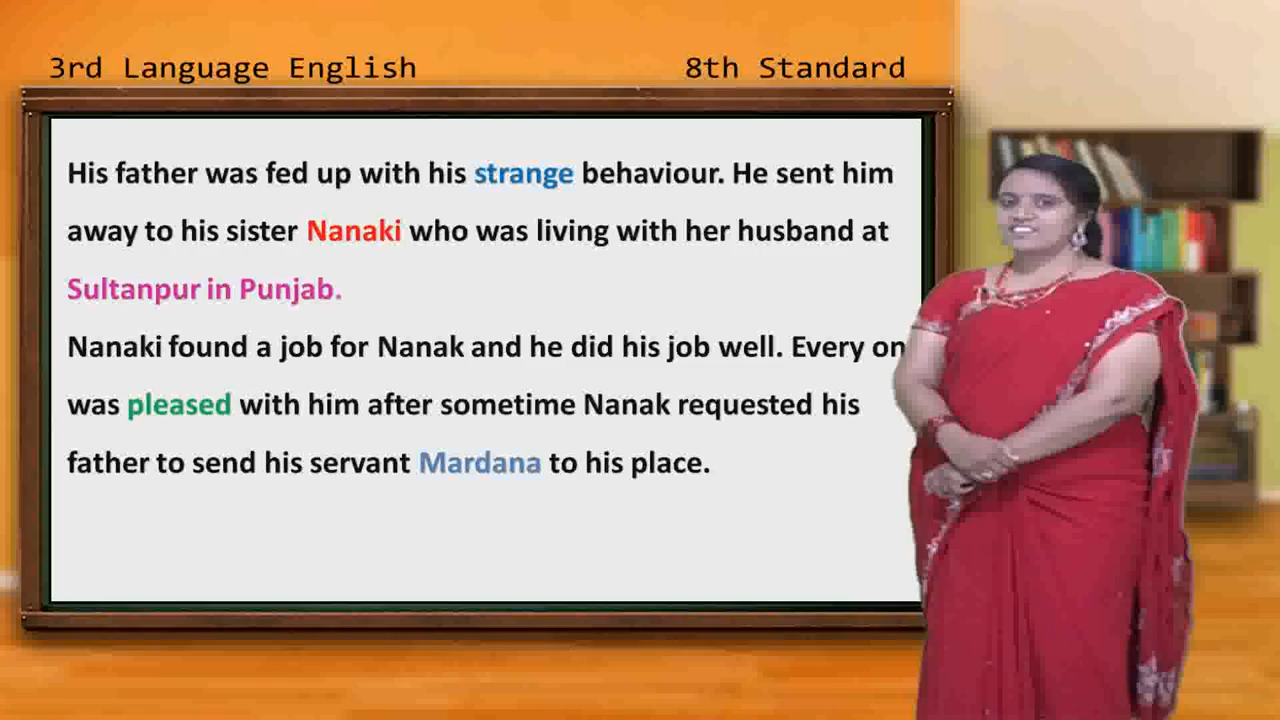 3rd Language English 8th Standard
His father was fed up with his strange behaviour. He sent him
away to his sister Nanaki who was living with her husband at
Sultanpur in Punjab.
Nanaki found a job for Nanak and he did his job well. Every on
was pleased with him after sometime Nanak requested his
father to send his servant Mardana to his place.